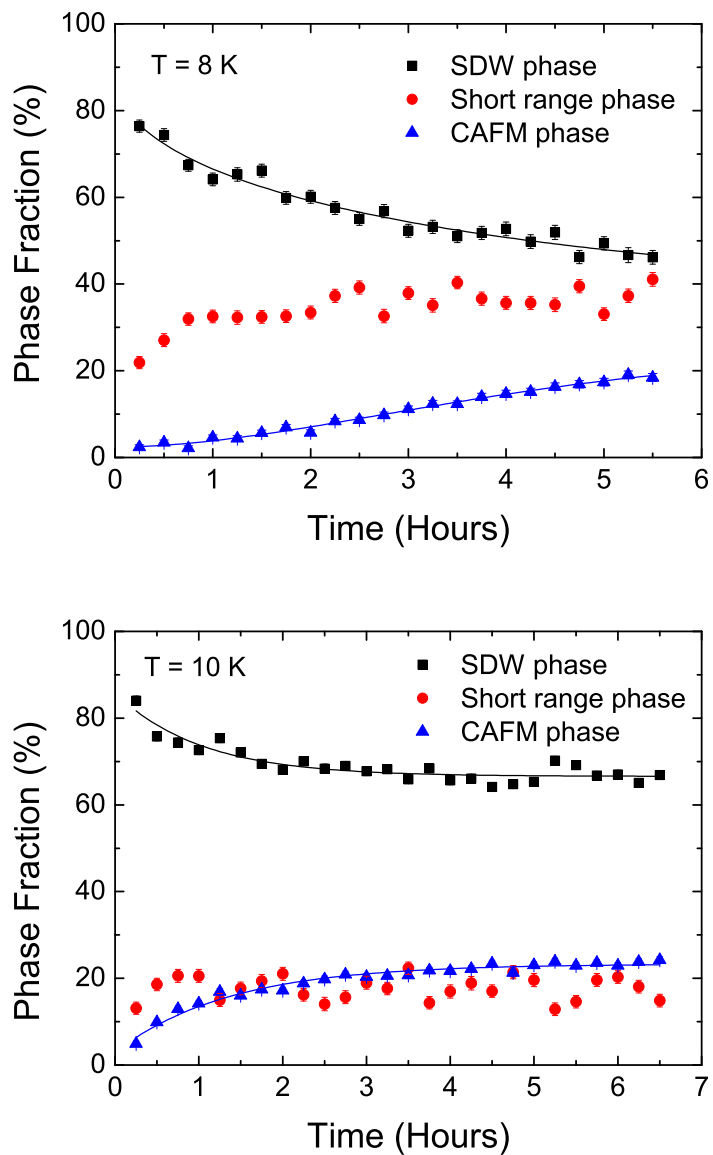 100
80
60
40
20
0
Phase Fraction (%)
T = 8 K
SDW phase
Short range phase
CAFM phase
0 1 2 3 4 5 6
Time (Hours)
100
80
60
40
20
0
Phase Fraction (%)
T = 10 K
SDW phase
Short range phase
CAFM phase
0 1 2 3 4 5 6 7
Time (Hours)